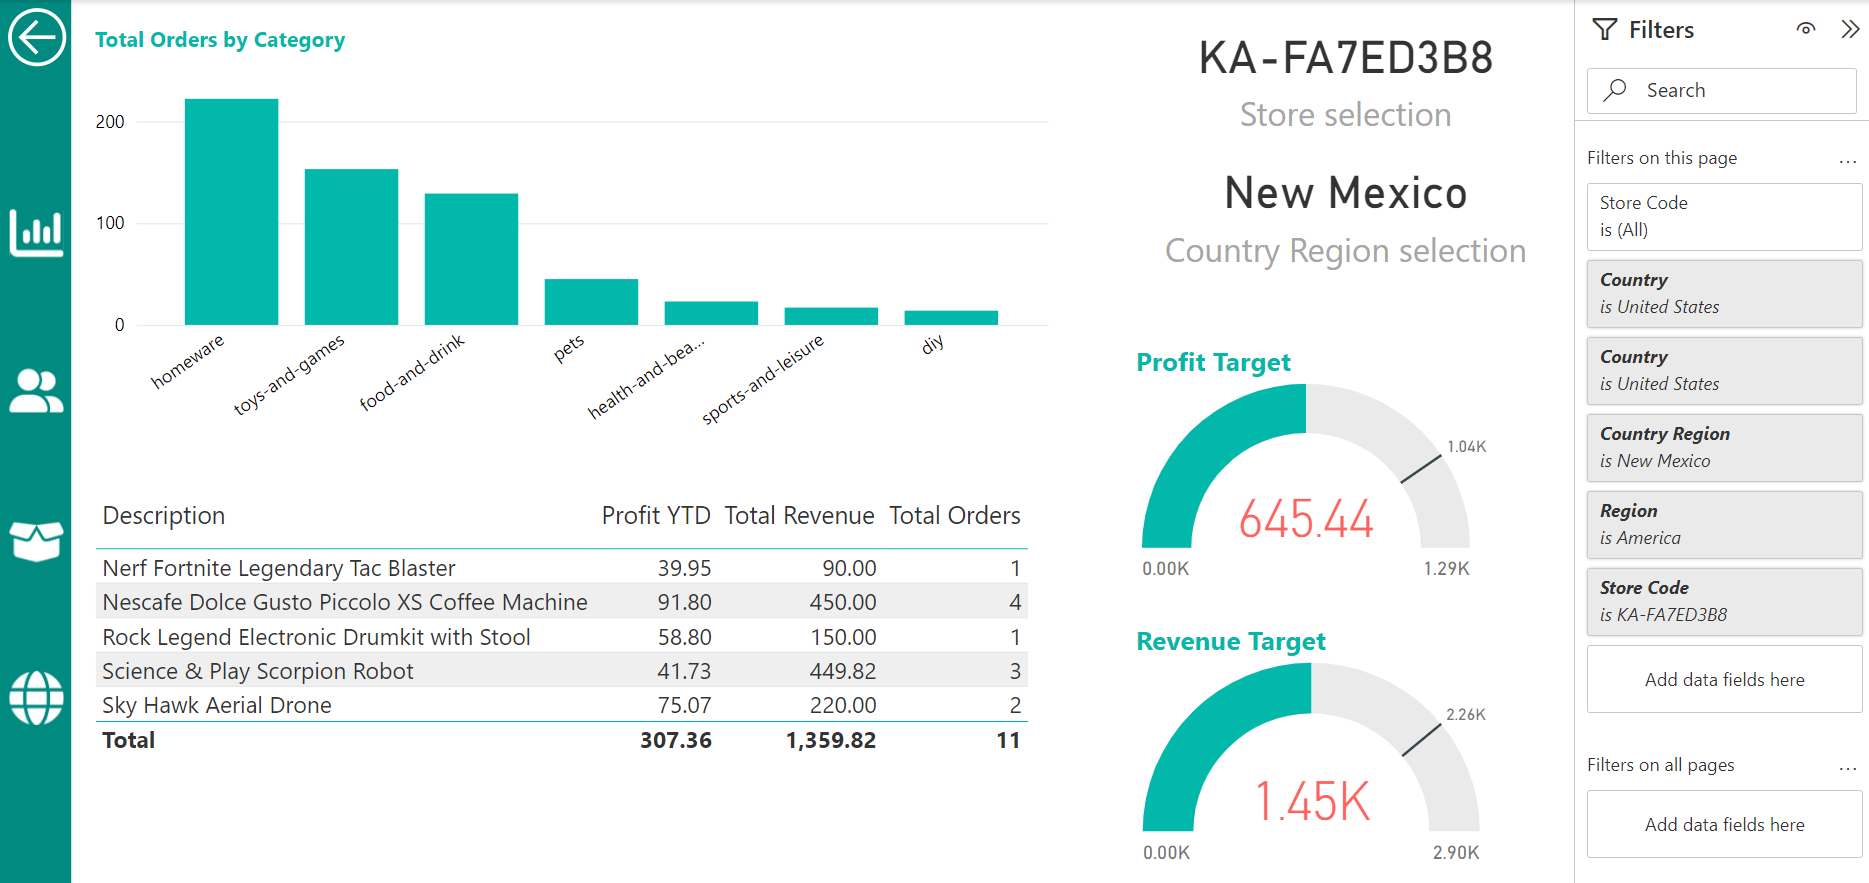 Total Orders by Category
200
100
0
homeware
toys-and-games
food-and-drink
pets
health-and-bea...
sports-and-leisure
diy
Description Profit YTD Total Revenue Total Orders
Nerf Fortnite Legendary Tac Blaster 39.95 90.00 1
Nescafe Dolce Gusto Piccolo XS Coffee Machine 91.80 450.00 4
Rock Legend Electronic Drumkit with Stool 58.80 150.00 1
Science & Play Scorpion Robot 41.73 449.82 3
Sky Hawk Aerial Drone 75.07 220.00 2
Total 307.36 1,359.82 11
KA-FA7ED3B8
Store selection
New Mexico
Country Region selection
Profit Target
1.04K
645.44
0.00K 1.29K
Revenue Target
2.26K
1.45K
0.00K 2.90K
Filters
Search
Filters on this page ...
Store Code
is (All)
Country
is United States
Country
is United States
Country Region
is New Mexico
Region
is America
Store Code
is KA-FA7ED3B8
Add data fields here
Filters on all pages ...
Add data fields here